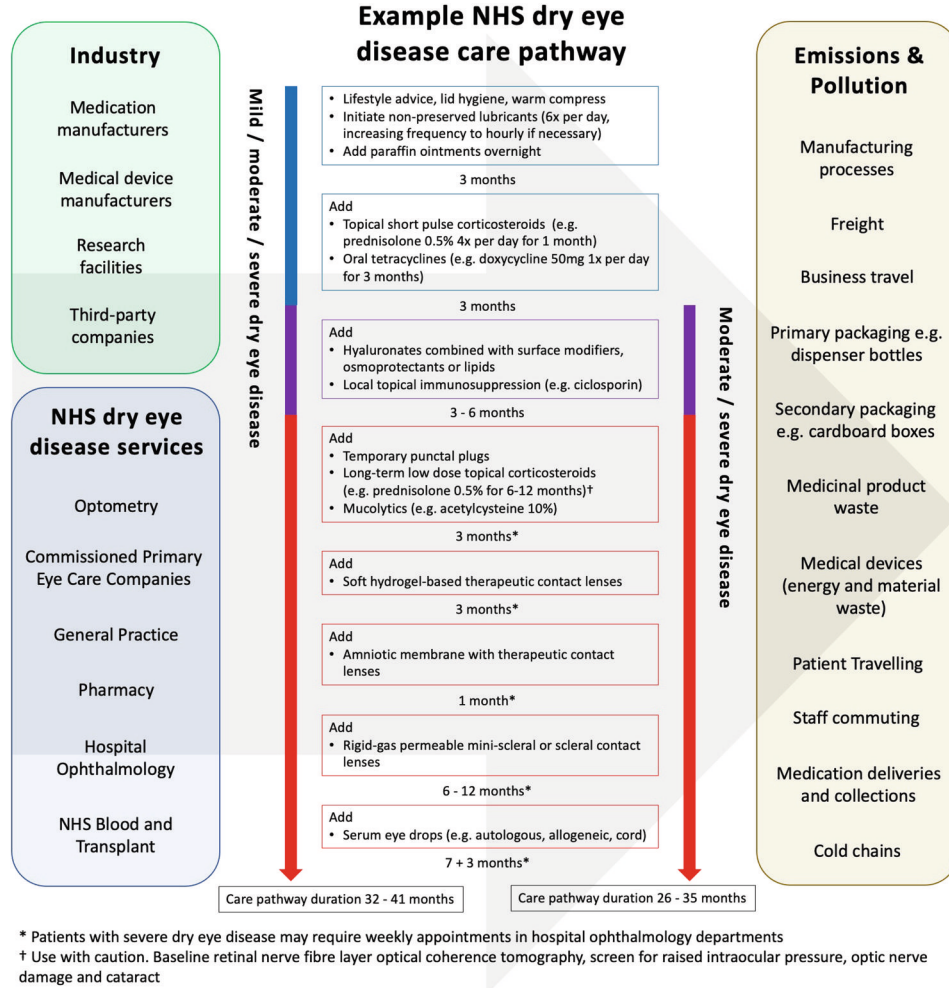 Example NHS dry eye
disease care pathway
Industry
Medication
manufacturers
Medical device
manufacturers
Research
facilities
Third-party
companies
NHS dry eye
disease services
Optometry
Commissioned Primary
Eye Care Companies
General Practice
Pharmacy
Hospital
Ophthalmology
NHS Blood and
Transplant
Mild / moderate / severe dry eye disease
• Lifestyle advice, lid hygiene, warm compress
• Initiate non-preserved lubricants (6x per day,
increasing frequency to hourly if necessary)
• Add paraffin ointments overnight
3 months
Add
• Topical short pulse corticosteroids (e.g.
prednisolone 0.5% 4x per day for 1 month)
• Oral tetracyclines (e.g. doxycycline 50mg 1x per day
for 3 months)
3 months
Add
• Hyaluronates combined with surface modifiers,
osmoprotectants or lipids
• Local topical immunosuppression (e.g. ciclosporin)
3 - 6 months
Add
• Temporary punctal plugs
• Long-term low dose topical corticosteroids
(e.g. prednisolone 0.5% for 6-12 months)†
• Mucolytics (e.g. acetylcysteine 10%)
3 months*
Add
• Soft hydrogel-based therapeutic contact lenses
3 months*
Add
• Amniotic membrane with therapeutic contact
lenses
1 month*
Add
• Rigid-gas permeable mini-scleral or scleral contact
lenses
6 - 12 months*
Add
• Serum eye drops (e.g. autologous, allogeneic, cord)
7 + 3 months*
Care pathway duration 32 - 41 months
Moderate / severe dry eye disease
Care pathway duration 26 - 35 months
Emissions &
Pollution
Manufacturing
processes
Freight
Business travel
Primary packaging e.g.
dispenser bottles
Secondary packaging
e.g. cardboard boxes
Medicinal product
waste
Medical devices
(energy and material
waste)
Patient Travelling
Staff commuting
Medication deliveries
and collections
Cold chains
* Patients with severe dry eye disease may require weekly appointments in hospital ophthalmology departments
† Use with caution. Baseline retinal nerve fibre layer optical coherence tomography, screen for raised intraocular pressure, optic nerve
damage and cataract